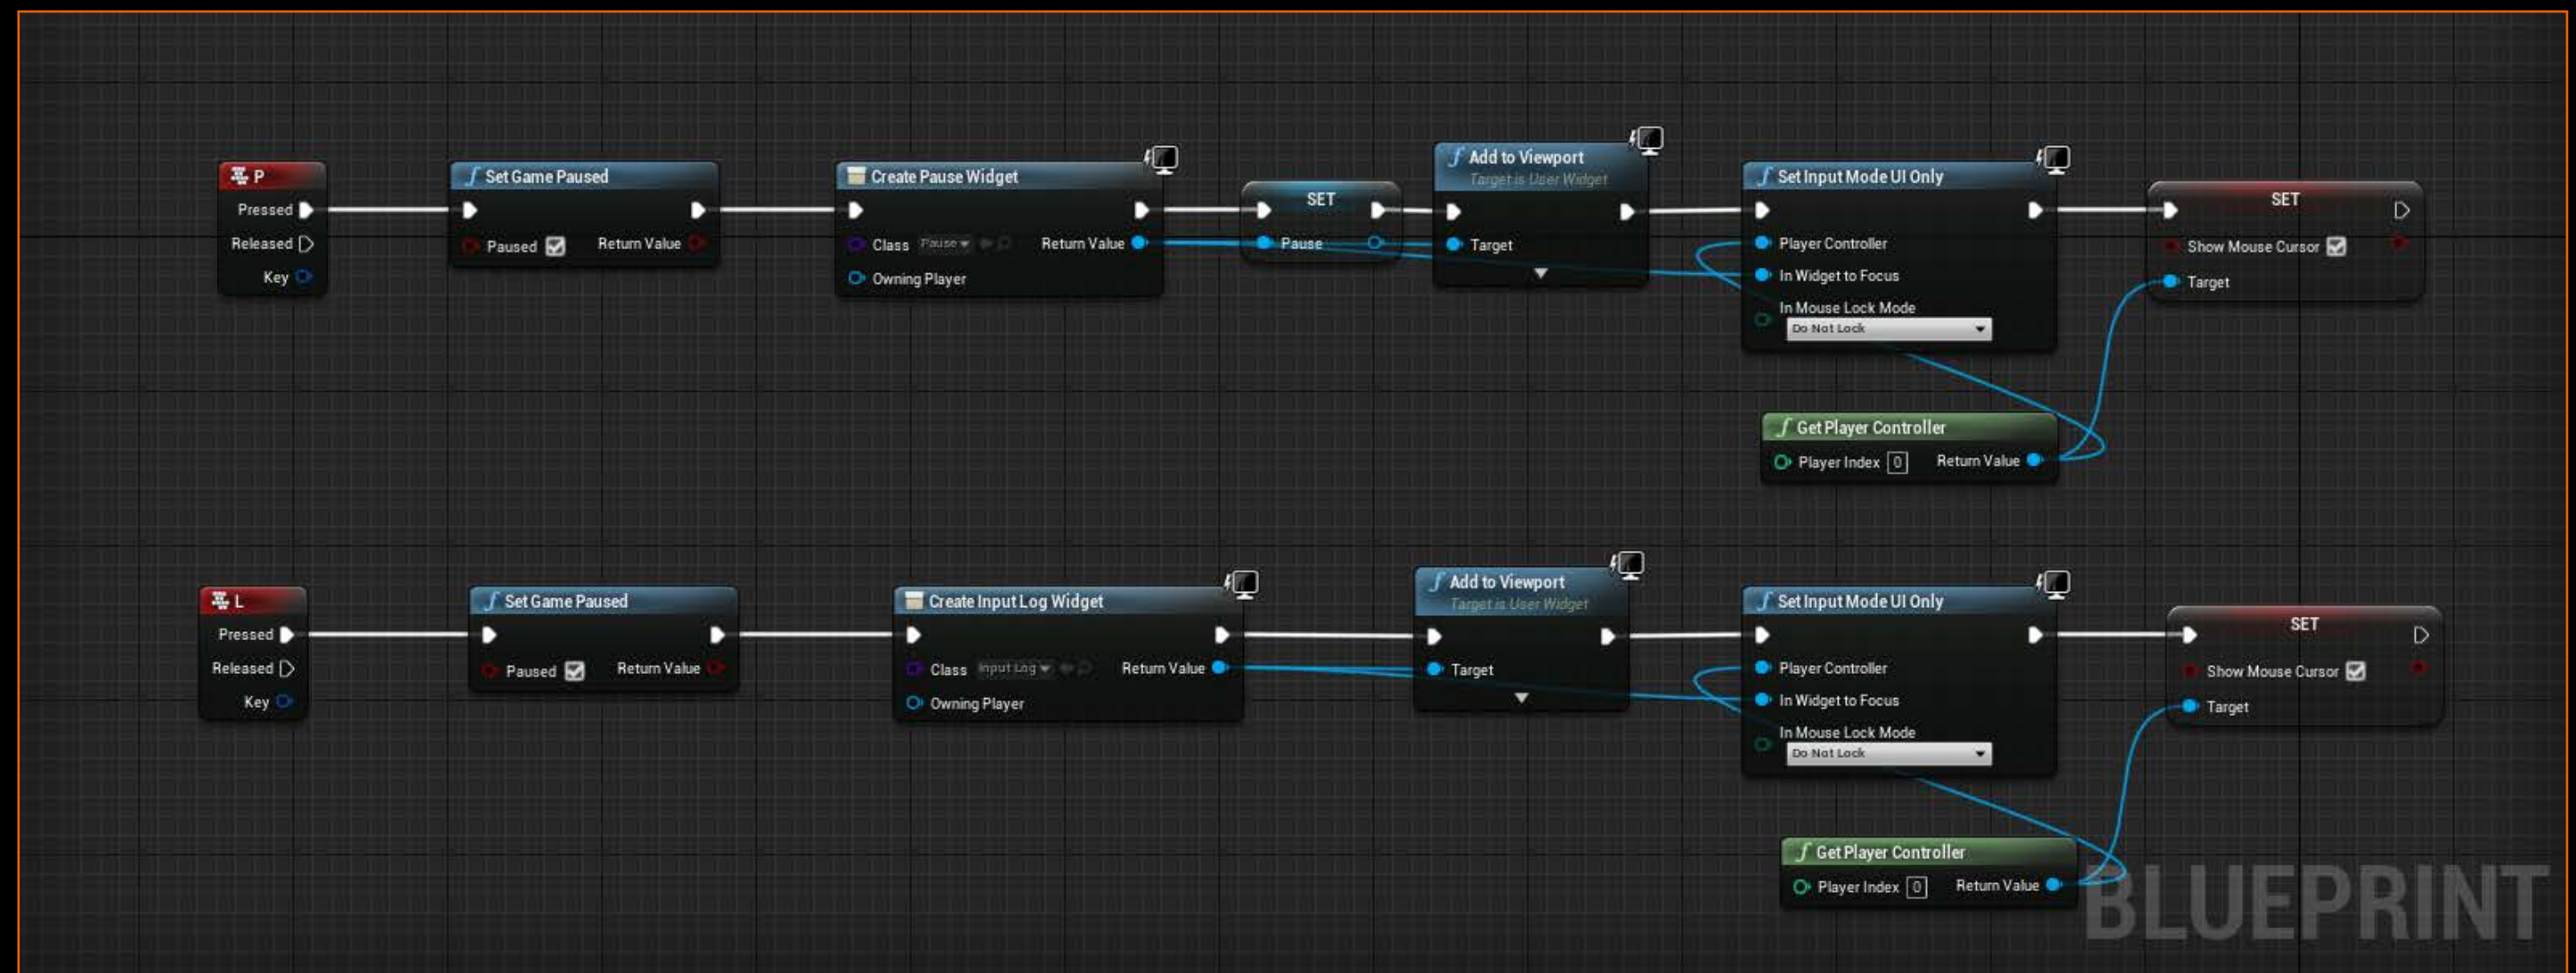 P
Pressed
Released
Key
Set Game Paused
Paused
Return Value
Create Pause Widget
Class Pause
Return Value
Owning Player
SET
Pause
Add to Viewport
Target is User Widget
Target
Set Input Mode UI Only
Player Controller
In Widget to Focus
In Mouse Lock Mode
Do Not Lock
SET
Show Mouse Cursor
Target
Get Player Controller
Player Index 0
Return Value
L
Pressed
Released
Key
Set Game Paused
Paused
Return Value
Create Input Log Widget
Class Input Log
Return Value
Owning Player
Add to Viewport
Target is User Widget
Target
Set Input Mode UI Only
Player Controller
In Widget to Focus
In Mouse Lock Mode
Do Not Lock
SET
Show Mouse Cursor
Target
Get Player Controller
Player Index 0
Return Value
BLUEPRINT